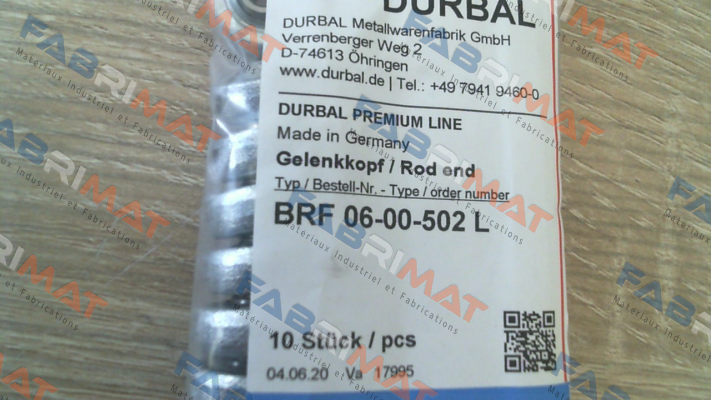 DURBAL
DURBAL Metallwarenfabrik GmbH
Verrenberger Weg 2
D-74613 Öhringen
www.durbal.de | Tel.: +49 7941 9460-0
DURBAL PREMIUM LINE
Made in Germany
Gelenkkopf / Rod end
Typ / Bestell-Nr. - Type / order number
BRF 06-00-502 L
10 Stück / pcs
04.06.20 Va 17995
FABRIMAT
Materiaux Industriel et Fabrications